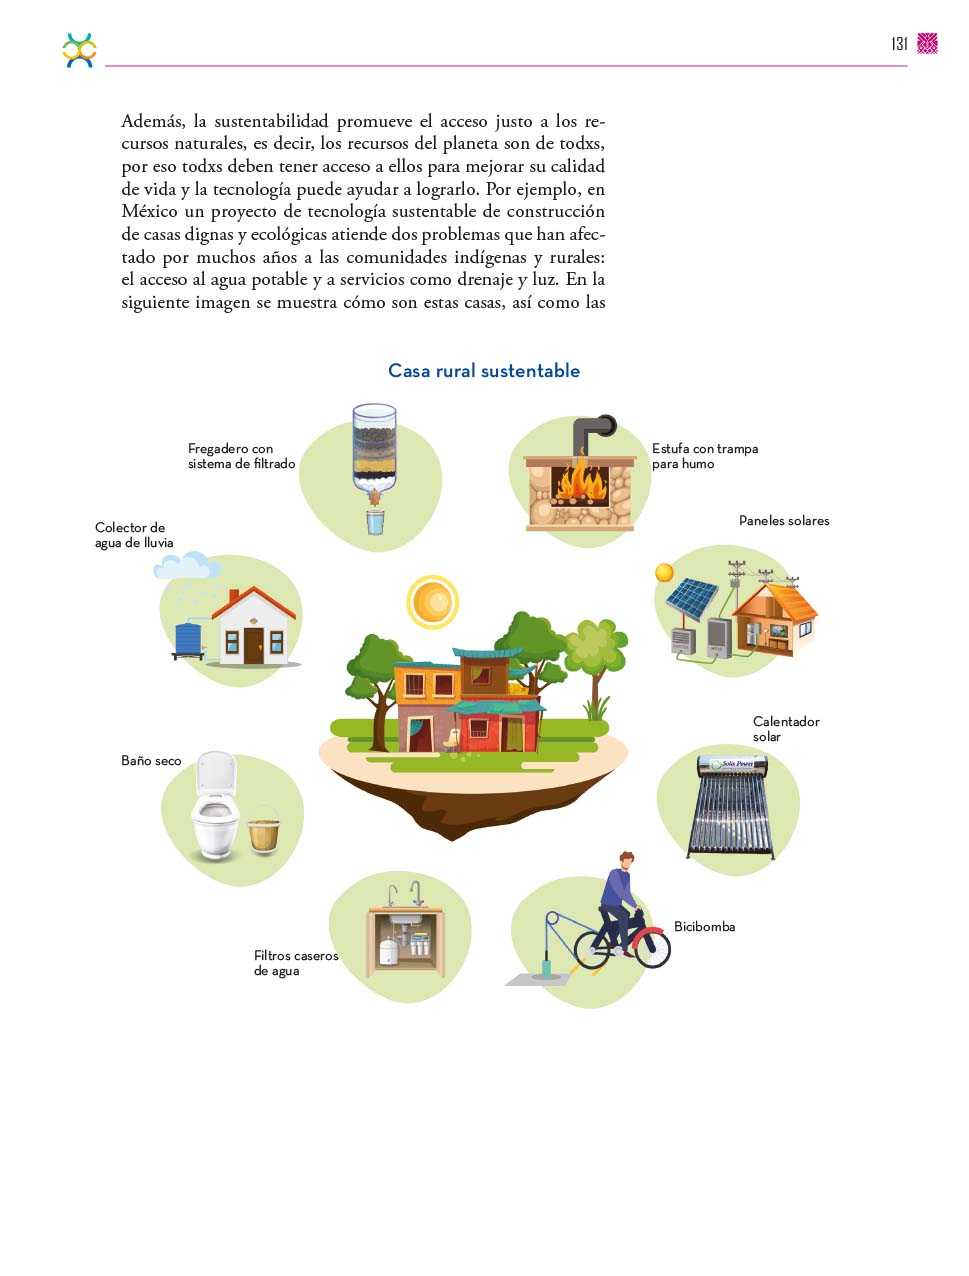 131
Además, la sustentabilidad promueve el acceso justo a los re-
cursos naturales, es decir, los recursos del planeta son de todxs,
por eso todxs deben tener acceso a ellos para mejorar su calidad
de vida y la tecnología puede ayudar a lograrlo. Por ejemplo, en
México un proyecto de tecnología sustentable de construcción
de casas dignas y ecológicas atiende dos problemas que han afec-
tado por muchos años a las comunidades indígenas y rurales:
el acceso al agua potable y a servicios como drenaje y luz. En la
siguiente imagen se muestra cómo son estas casas, así como las
Casa rural sustentable
Fregadero con
sistema de filtrado
Estufa con trampa
para humo
Colector de
agua de lluvia
Paneles solares
Baño seco
Calentador
solar
Solis Power
Filtros caseros
de agua
Bicibomba